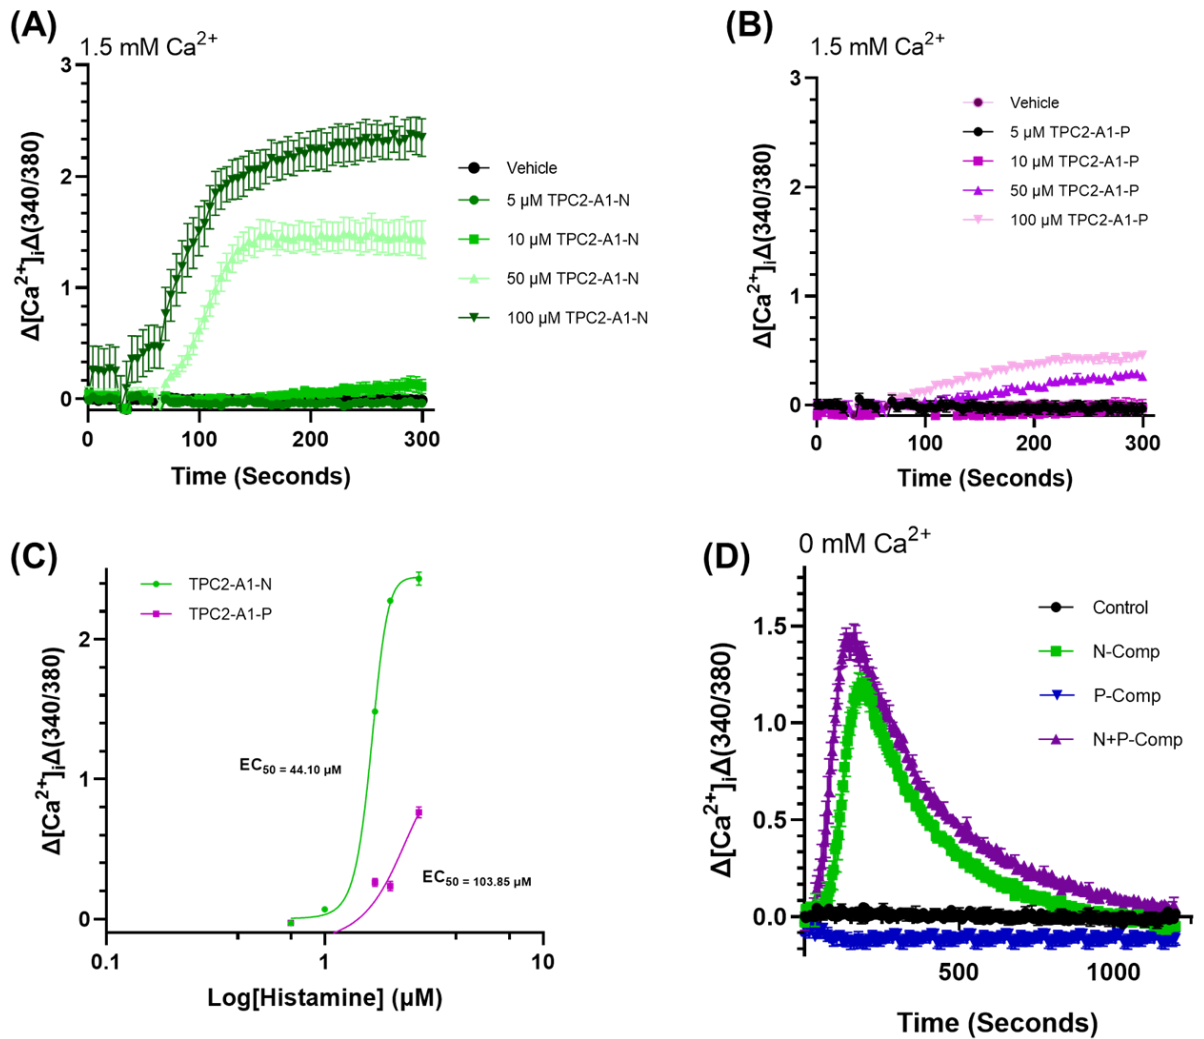 (A)
1.5 mM Ca2+
Δ[Ca2+]iΔ(340/380)
3
2
1
0
0 100 200 300
Time (Seconds)
Vehicle
5 µM TPC2-A1-N
10 µM TPC2-A1-N
50 µM TPC2-A1-N
100 µM TPC2-A1-N
(B)
1.5 mM Ca2+
Δ[Ca2+]iΔ(340/380)
3
2
1
0
0 100 200 300
Time (Seconds)
Vehicle
5 µM TPC2-A1-P
10 µM TPC2-A1-P
50 µM TPC2-A1-P
100 µM TPC2-A1-P
(C)
Δ[Ca2+]iΔ(340/380)
TPC2-A1-N
TPC2-A1-P
2
1
0
EC50 = 44.10 µM
EC50 = 103.85 µM
0.1 1 10
Log[Histamine] (µM)
(D)
0 mM Ca2+
Δ[Ca2+]iΔ(340/380)
1.5
1.0
0.5
0.0
500 1000
Time (Seconds)
Control
N-Comp
P-Comp
N+P-Comp